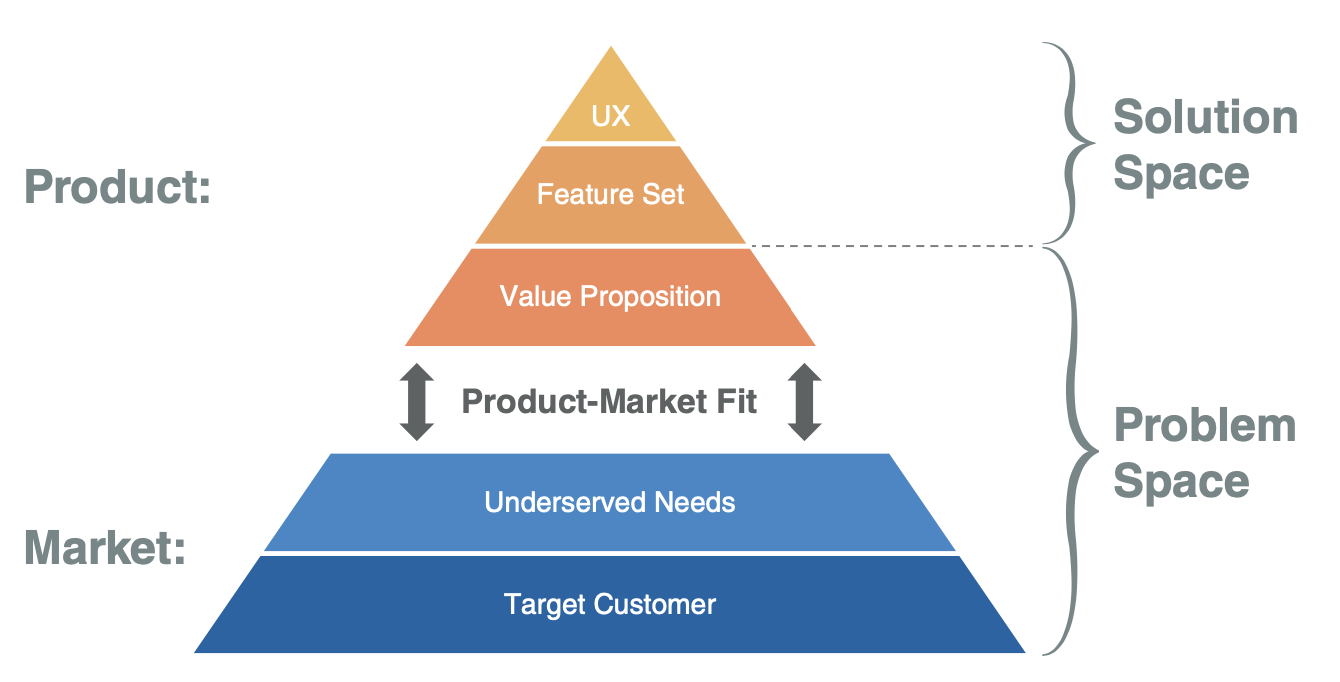 UX
Solution
Space
Product:
Feature Set
Value Proposition
Product-Market Fit
Problem
Space
Underserved Needs
Market:
Target Customer